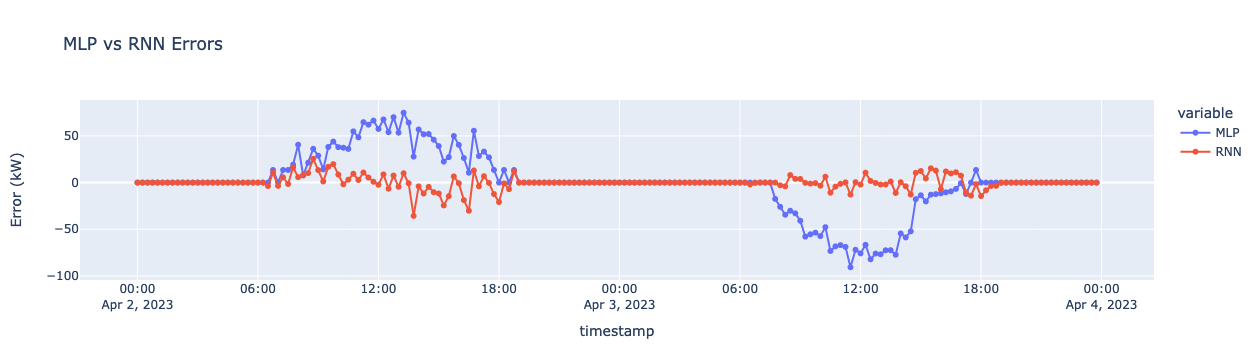 MLP vs RNN Errors
variable
MLP
RNN
50
0
−50
−100
Error (kW)
00:00 06:00 12:00 18:00 00:00 06:00 12:00 18:00 00:00
Apr 2, 2023 Apr 3, 2023 Apr 4, 2023
timestamp